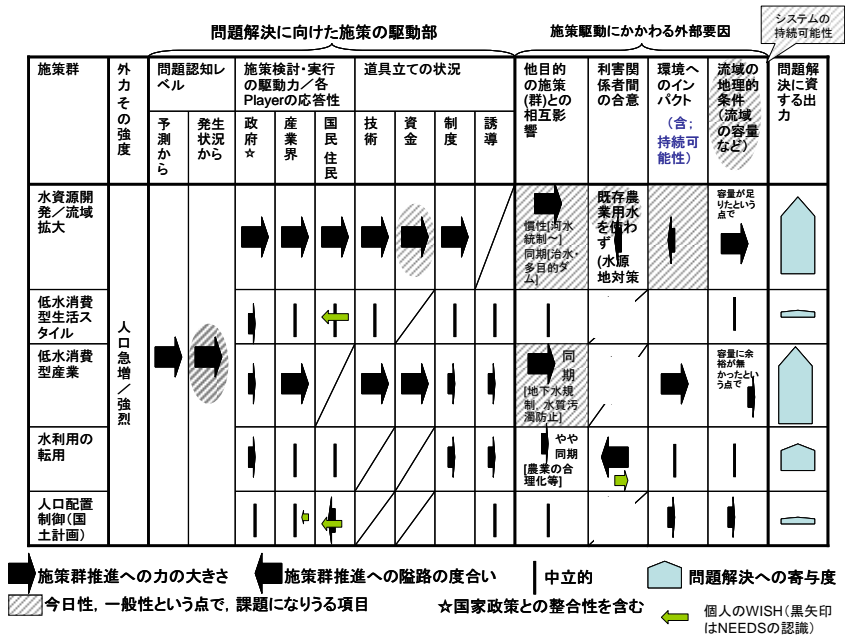 システムの
持続可能性
問題解決に向けた施策の駆動部
施策駆動にかかわる外部要因
施策群
外力その強度
問題認知レ
ベル
施策検討・実行
の駆動力/各
Playerの応答性
道具立ての状況
他目的
の施策
(群)との
相互影
響
利害関
係者間
の合意
環境へ
のインパ
クト
(含;
持続可
能性)
流域の
地理的
条件
(流域
の容量
など)
問題解
決に資
する出
力
予測から
発生状況から
政府☆
産業界
国民住民
技術
資金
制度
誘導
水資源開
発/流域
拡大
慣性[河水
統制~]
同期[治水・
多目的ダ
ム]
既存農
業用水
を使わ
ず
(水源
地対策
容量が足
りたという
点で
低水消費
型生活ス
タイル
人口急増/強烈
低水消費
型産業
同
期
[地下水規
制,水質汚
濁防止]
容量に余
裕が無
かったとい
う点で
水利用の
転用
やや
同期
[農業の合
理化等]
人口配置
制御(国
土計画)
施策群推進への力の大きさ
施策群推進への隘路の度合い
中立的
問題解決への寄与度
今日性,一般性という点で,課題になりうる項目
☆国家政策との整合性を含む
個人のWISH(黒矢印
はNEEDSの認識)